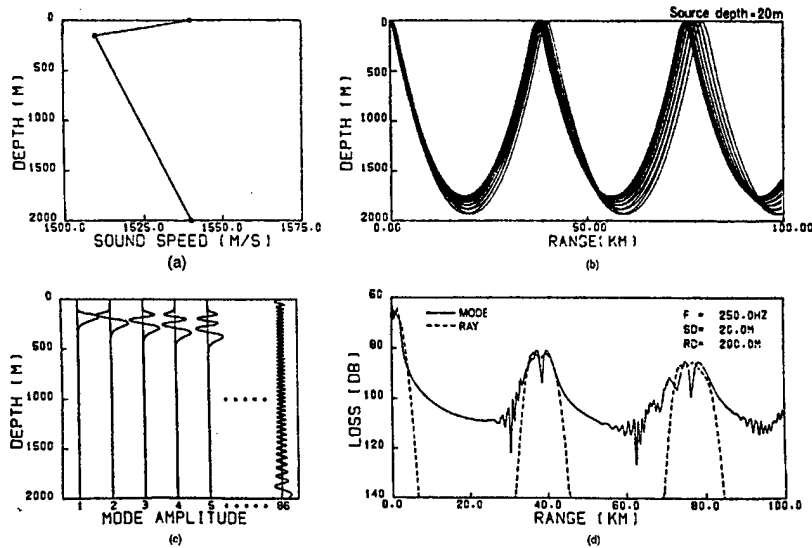 Source depth=20m
0
500
1000
1500
2000
DEPTH (M)
1500.0 1525.0 1550.0 1575.0
SOUND SPEED (M/S)
(a)
0
500
1000
1500
2000
DEPTH (M)
0.00 50.00 100.00
RANGE(KM)
(b)
0
500
1000
1500
2000
DEPTH (M)
1 2 3 4 5 86
MODE AMPLITUDE
(c)
60
80
100
120
140
LOSS (DB)
MODE
RAY
F = 250.0HZ
SD= 20.0M
RD= 200.0M
0.0 20.0 40.0 60.0 80.0 100.0
RANGE (KM)
(d)